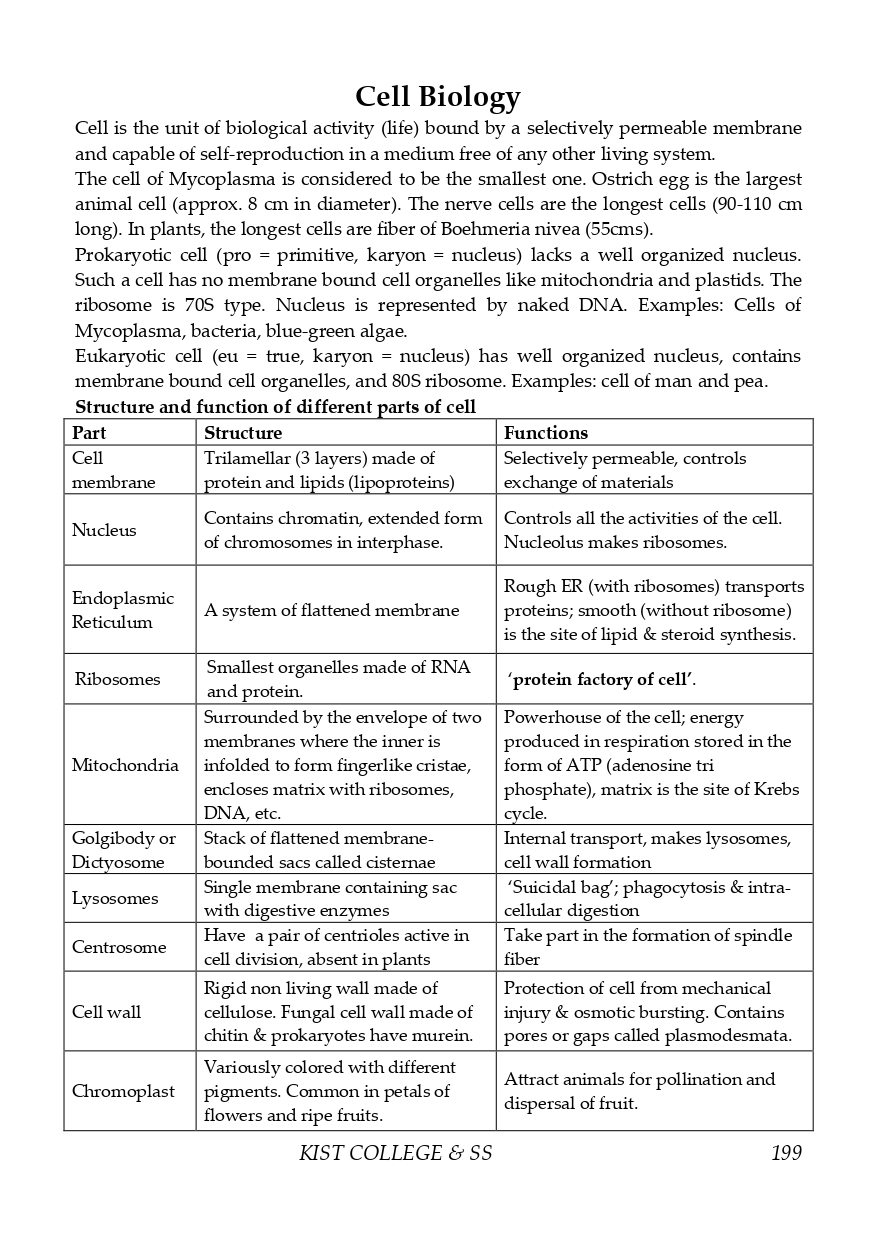 Cell Biology
Cell is the unit of biological activity (life) bound by a selectively permeable membrane
and capable of self-reproduction in a medium free of any other living system.
The cell of Mycoplasma is considered to be the smallest one. Ostrich egg is the largest
animal cell (approx. 8 cm in diameter). The nerve cells are the longest cells (90-110 cm
long). In plants, the longest cells are fiber of Boehmeria nivea (55cms).
Prokaryotic cell (pro = primitive, karyon = nucleus) lacks a well organized nucleus.
Such a cell has no membrane bound cell organelles like mitochondria and plastids. The
ribosome is 70S type. Nucleus is represented by naked DNA. Examples: Cells of
Mycoplasma, bacteria, blue-green algae.
Eukaryotic cell (eu = true, karyon = nucleus) has well organized nucleus, contains
membrane bound cell organelles, and 80S ribosome. Examples: cell of man and pea.
Structure and function of different parts of cell
Part
Structure
Functions
Cell
membrane
Trilamellar (3 layers) made of
protein and lipids (lipoproteins)
Selectively permeable, controls
exchange of materials
Nucleus
Contains chromatin, extended form
of chromosomes in interphase.
Controls all the activities of the cell.
Nucleolus makes ribosomes.
Endoplasmic
Reticulum
A system of flattened membrane
Rough ER (with ribosomes) transports
proteins; smooth (without ribosome)
is the site of lipid & steroid synthesis.
Ribosomes
Smallest organelles made of RNA
and protein.
‘protein factory of cell’.
Mitochondria
Surrounded by the envelope of two
membranes where the inner is
infolded to form fingerlike cristae,
encloses matrix with ribosomes,
DNA, etc.
Powerhouse of the cell; energy
produced in respiration stored in the
form of ATP (adenosine tri
phosphate), matrix is the site of Krebs
cycle.
Golgibody or
Dictyosome
Stack of flattened membrane-
bounded sacs called cisternae
Internal transport, makes lysosomes,
cell wall formation
Lysosomes
Single membrane containing sac
with digestive enzymes
‘Suicidal bag’; phagocytosis & intra-
cellular digestion
Centrosome
Have a pair of centrioles active in
cell division, absent in plants
Take part in the formation of spindle
fiber
Cell wall
Rigid non living wall made of
cellulose. Fungal cell wall made of
chitin & prokaryotes have murein.
Protection of cell from mechanical
injury & osmotic bursting. Contains
pores or gaps called plasmodesmata.
Chromoplast
Variously colored with different
pigments. Common in petals of
flowers and ripe fruits.
Attract animals for pollination and
dispersal of fruit.
KIST COLLEGE & SS 199